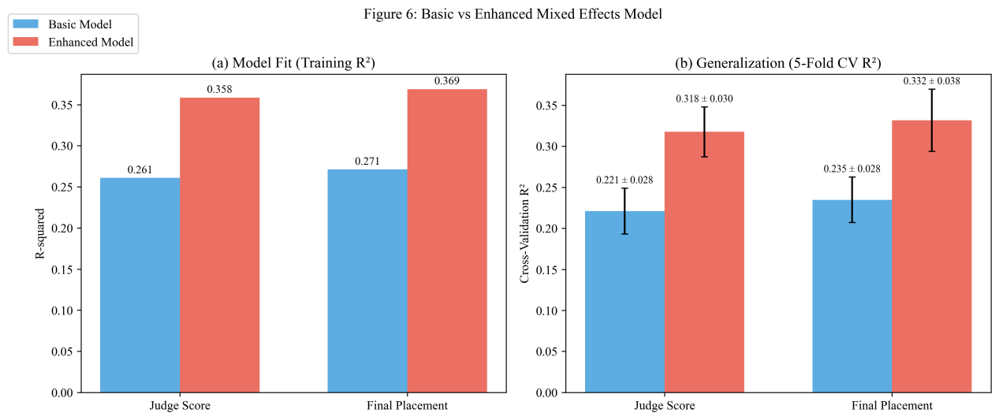 Figure 6: Basic vs Enhanced Mixed Effects Model
Basic Model
Enhanced Model
(a) Model Fit (Training R²)
R-squared
0.35
0.30
0.25
0.20
0.15
0.10
0.05
0.00
0.261
0.358
0.271
0.369
Judge Score
Final Placement
(b) Generalization (5-Fold CV R²)
Cross-Validation R²
0.35
0.30
0.25
0.20
0.15
0.10
0.05
0.00
0.221 ± 0.028
0.318 ± 0.030
0.235 ± 0.028
0.332 ± 0.038
Judge Score
Final Placement